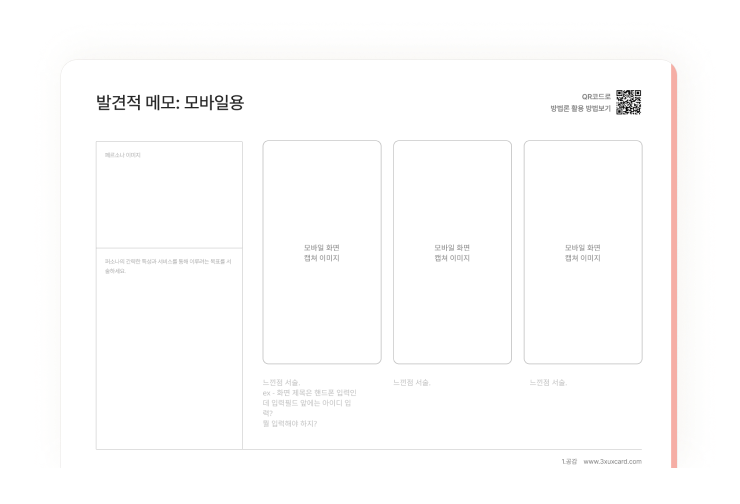 발견적 메모: 모바일용
QR코드로
방법론 활용 방법보기
페르소나 이미지
퍼소나의 간략한 특성과 서비스를 통해 이루려는 목표를 서
술하세요.
모바일 화면
캡쳐 이미지
모바일 화면
캡쳐 이미지
모바일 화면
캡쳐 이미지
느낀점 서술.
ex - 화면 제목은 핸드폰 입력인
데 입력필드 앞에는 아이디 입
력?
뭘 입력해야 하지?
느낀점 서술.
느낀점 서술.
1.공감 www.3xuxcard.com